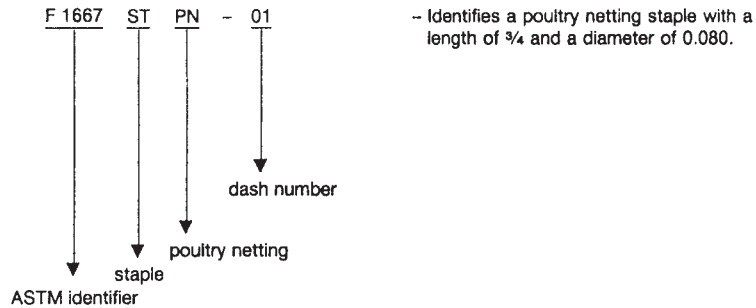 F 1667 ST PN - 01
- Identifies a poultry netting staple with a
length of 3/4 and a diameter of 0.080.
dash number
poultry netting
staple
ASTM identifier